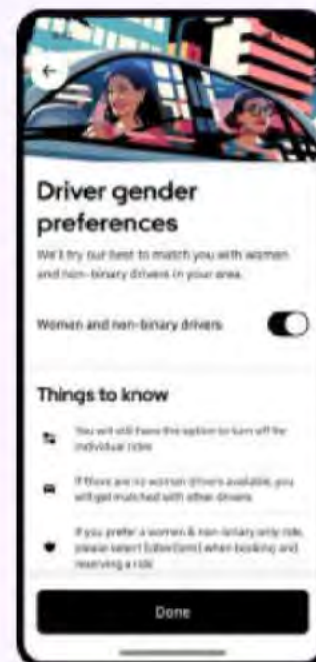 Driver gender
preferences
We'll try our best to match you with women
and non-binary drivers in your area.
Women and non-binary drivers
Things to know
You will still have the option to turn off for
individual rides
If there are no women drivers available, you
will get matched with other drivers
If you prefer a women & non-binary only ride,
please select when booking and
reserving a ride
Done